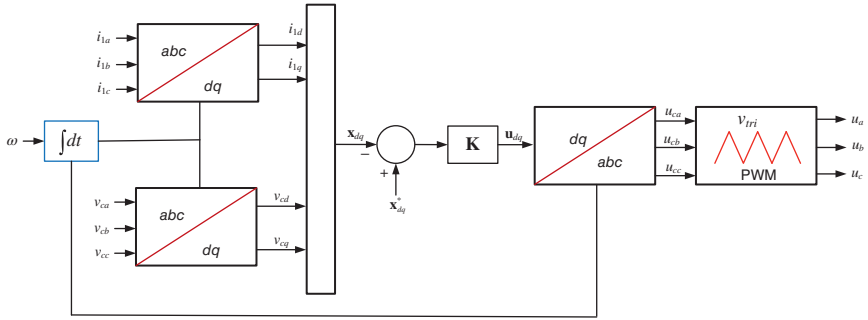 i1a
i1b
i1c
abc
dq
i1d
i1q
ω
∫dt
vca
vcb
vcc
abc
dq
vcd
vcq
xdq
−
+
x*dq
K
udq
dq
abc
uca
ucb
ucc
vtri
PWM
ua
ub
uc